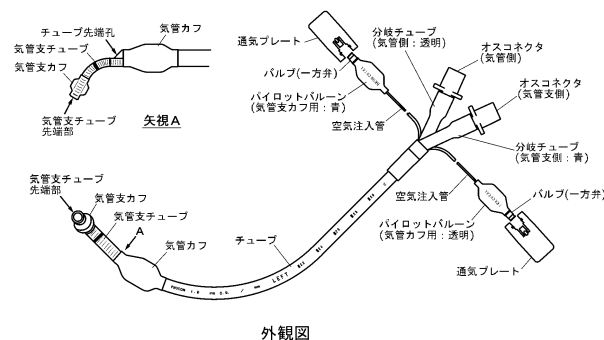 チューブ先端孔
気管カフ
気管支チューブ
気管支カフ
気管支チューブ
先端部
矢視A
通気プレート
バルブ(一方弁)
パイロットバルーン
(気管支カフ用：青)
空気注入管
分岐チューブ
(気管側：透明)
オスコネクタ
(気管側)
オスコネクタ
(気管支側)
分岐チューブ
(気管支側：青)
空気注入管
バルブ(一方弁)
パイロットバルーン
(気管カフ用：透明)
通気プレート
気管支チューブ
先端部
気管支カフ
気管支チューブ
A
気管カフ
チューブ
LEFT
外観図